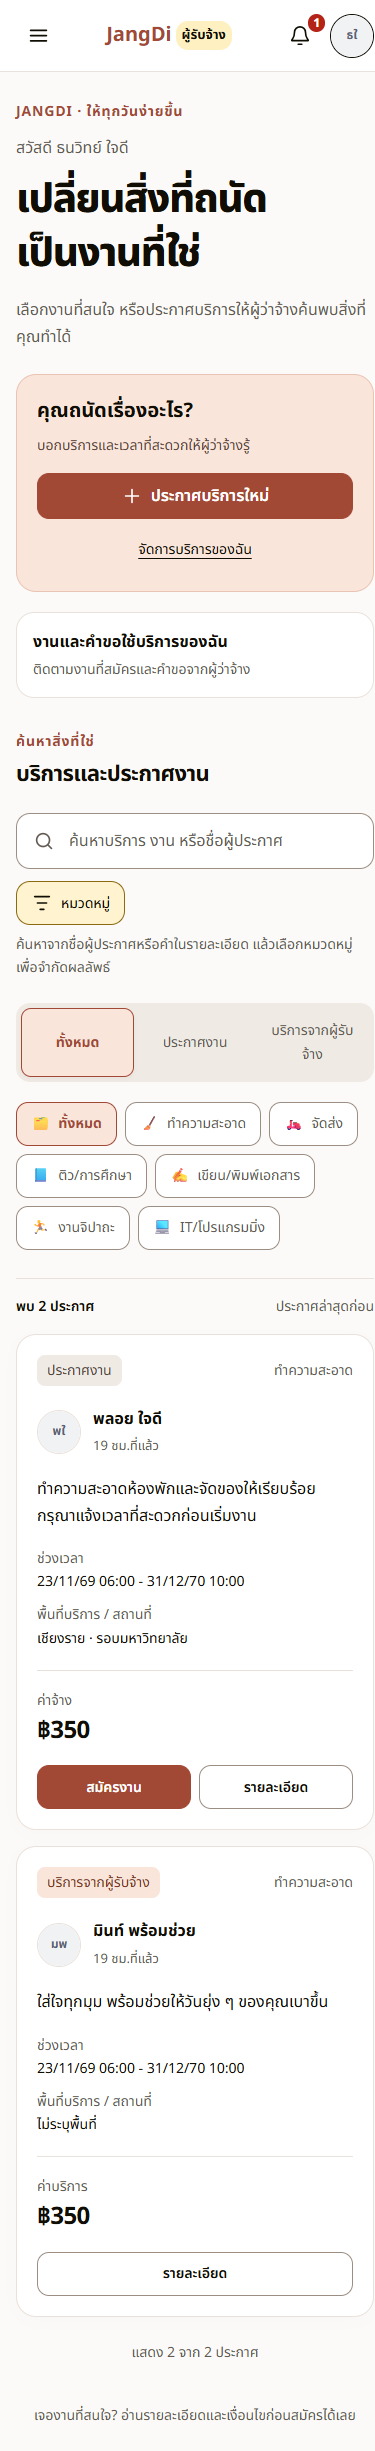 JangDi ผู้รับจ้าง
1
ธใ
JANGDI · ให้ทุกวันง่ายขึ้น
สวัสดี ธนวิทย์ ใจดี
เปลี่ยนสิ่งที่ถนัด
เป็นงานที่ใช่
เลือกงานที่สนใจ หรือประกาศบริการให้ผู้ว่าจ้างค้นพบสิ่งที่
คุณทำได้
คุณถนัดเรื่องอะไร?
บอกบริการและเวลาที่สะดวกให้ผู้ว่าจ้างรู้
ประกาศบริการใหม่
จัดการบริการของฉัน
งานและคำขอใช้บริการของฉัน
ติดตามงานที่สมัครและคำขอจากผู้ว่าจ้าง
ค้นหาสิ่งที่ใช่
บริการและประกาศงาน
ค้นหาบริการ งาน หรือชื่อผู้ประกาศ
หมวดหมู่
ค้นหาจากชื่อผู้ประกาศหรือคำในรายละเอียด แล้วเลือกหมวดหมู่
เพื่อจำกัดผลลัพธ์
ทั้งหมด
ประกาศงาน
บริการจากผู้รับ
จ้าง
ทั้งหมด
ทำความสะอาด
จัดส่ง
ติว/การศึกษา
เขียน/พิมพ์เอกสาร
งานจิปาถะ
IT/โปรแกรมมิ่ง
พบ 2 ประกาศ
ประกาศล่าสุดก่อน
ประกาศงาน
ทำความสะอาด
พใ
พลอย ใจดี
19 ชม.ที่แล้ว
ทำความสะอาดห้องพักและจัดของให้เรียบร้อย
กรุณาแจ้งเวลาที่สะดวกก่อนเริ่มงาน
ช่วงเวลา
23/11/69 06:00 - 31/12/70 10:00
พื้นที่บริการ / สถานที่
เชียงราย · รอบมหาวิทยาลัย
ค่าจ้าง
฿350
สมัครงาน
รายละเอียด
บริการจากผู้รับจ้าง
ทำความสะอาด
มพ
มินท์ พร้อมช่วย
19 ชม.ที่แล้ว
ใส่ใจทุกมุม พร้อมช่วยให้วันยุ่ง ๆ ของคุณเบาขึ้น
ช่วงเวลา
23/11/69 06:00 - 31/12/70 10:00
พื้นที่บริการ / สถานที่
ไม่ระบุพื้นที่
ค่าบริการ
฿350
รายละเอียด
แสดง 2 จาก 2 ประกาศ
เจองานที่สนใจ? อ่านรายละเอียดและเงื่อนไขก่อนสมัครได้เลย